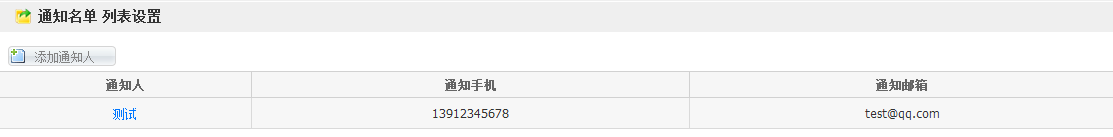 通知名单 列表设置
添加通知人
通知人 通知手机 通知邮箱
测试 13912345678 test@qq.com